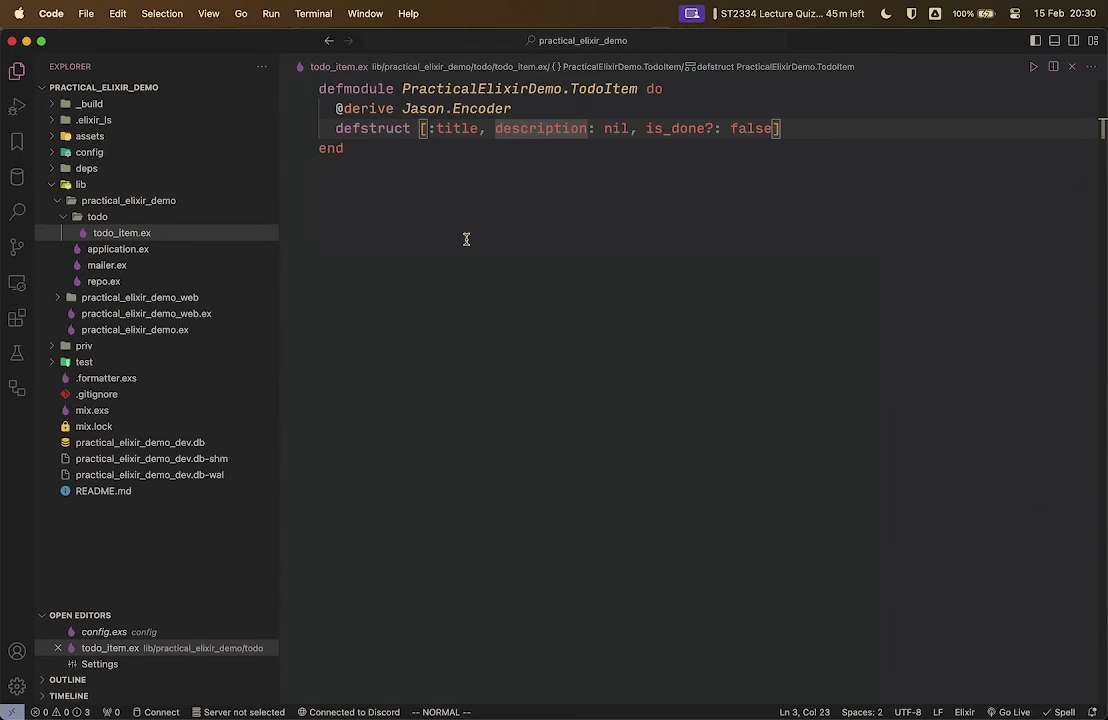 Code File Edit Selection View Go Run Terminal Window Help
ST2334 Lecture Quiz... 45m left 100% 15 Feb 20:30
practical_elixir_demo
EXPLORER
todo_item.ex lib/practical_elixir_demo/todo/todo_item.ex/{} PracticalElixirDemo.TodoItem/defstruct PracticalElixirDemo.TodoItem
PRACTICAL_ELIXIR_DEMO
_build
.elixir_ls
assets
config
deps
lib
practical_elixir_demo
todo
todo_item.ex
application.ex
mailer.ex
repo.ex
practical_elixir_demo_web
practical_elixir_demo_web.ex
practical_elixir_demo.ex
priv
test
.formatter.exs
.gitignore
mix.exs
mix.lock
practical_elixir_demo_dev.db
practical_elixir_demo_dev.db-shm
practical_elixir_demo_dev.db-wal
README.md
defmodule PracticalElixirDemo.TodoItem do
@derive Jason.Encoder
defstruct [:title, description: nil, is_done?: false]
end
OPEN EDITORS
config.exs config
todo_item.ex lib/practical_elixir_demo/todo
Settings
OUTLINE
TIMELINE
0 0 3 0 Connect Server not selected Connected to Discord -- NORMAL -- Ln 3, Col 23 Spaces: 2 UTF-8 LF Elixir Go Live Spell